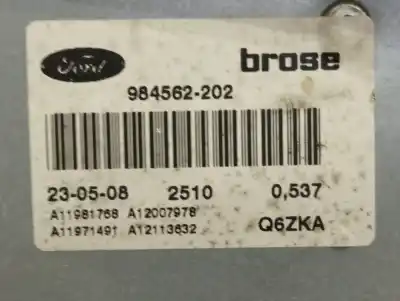 Ford brose
984562-202
23-05-08 2510 0,537
A11981768 A12007978
A11971491 A12113632 Q6ZKA